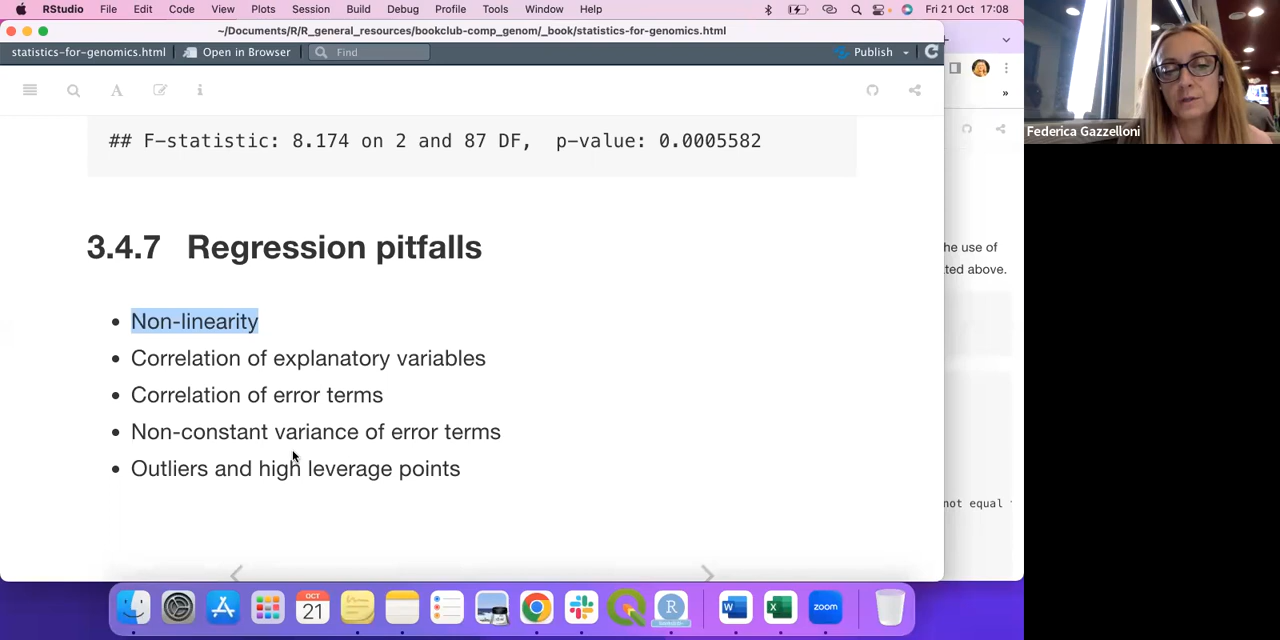 RStudio File Edit Code View Plots Session Build Debug Profile Tools Window Help Fri 21 Oct 17:08
~/Documents/R/R_general_resources/bookclub-comp_genom/_book/statistics-for-genomics.html
statistics-for-genomics.html Open in Browser Find Publish
A i
Federica Gazzelloni
## F-statistic: 8.174 on 2 and 87 DF, p-value: 0.0005582
3.4.7 Regression pitfalls
he use of
ted above.
• Non-linearity
• Correlation of explanatory variables
• Correlation of error terms
• Non-constant variance of error terms
• Outliers and high leverage points
not equal
OCT
21
R
W
X
zoom